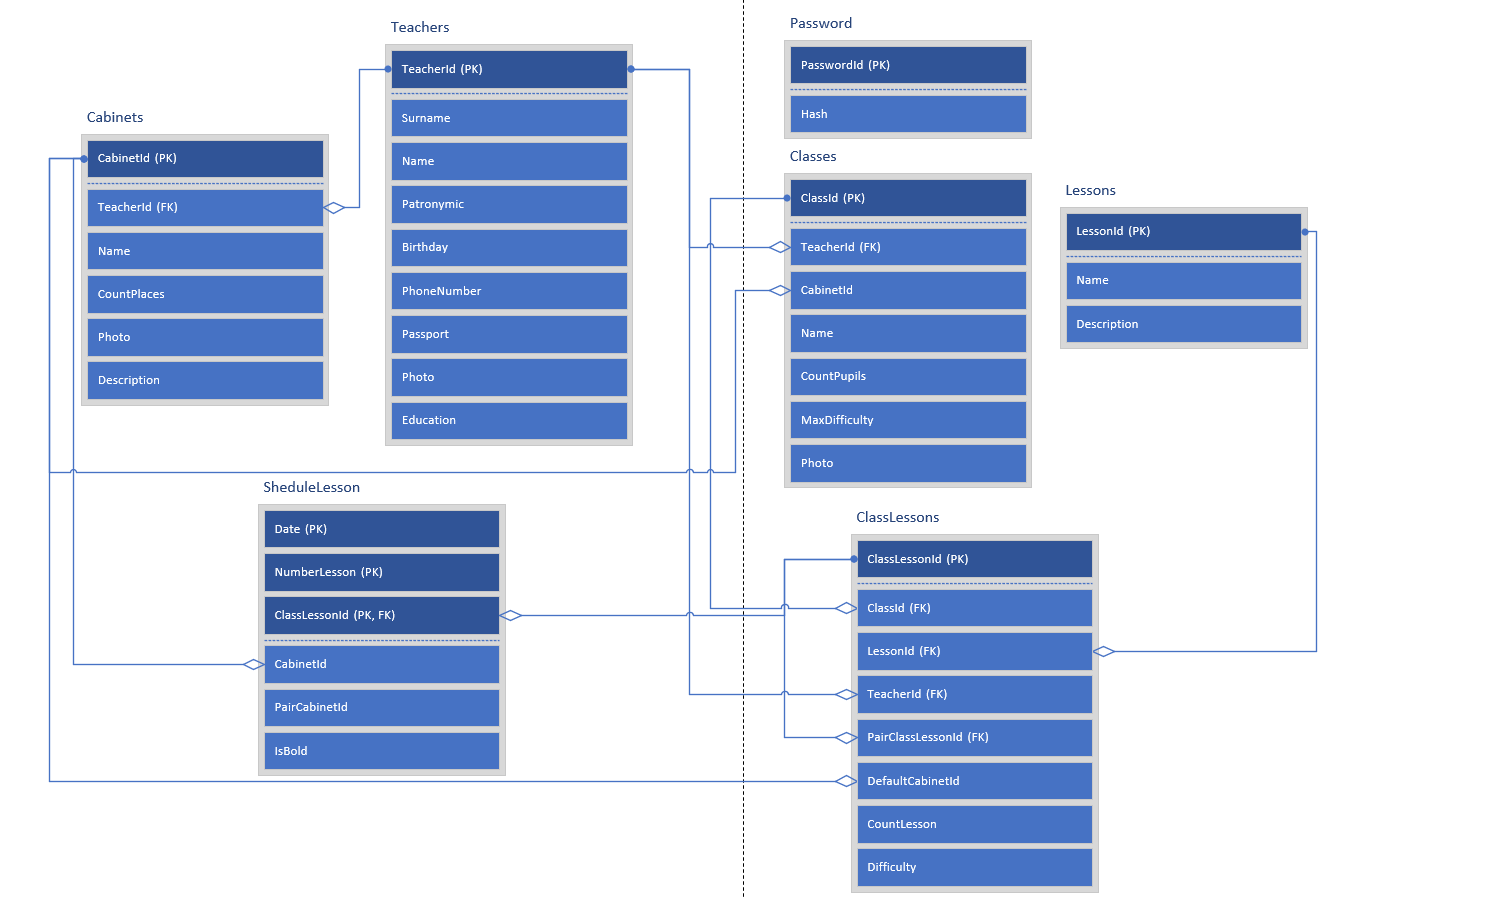 Teachers
TeacherId (PK)
Surname
Name
Patronymic
Birthday
PhoneNumber
Passport
Photo
Education
Cabinets
CabinetId (PK)
TeacherId (FK)
Name
CountPlaces
Photo
Description
SheduleLesson
Date (PK)
NumberLesson (PK)
ClassLessonId (PK, FK)
CabinetId
PairCabinetId
IsBold
Password
PasswordId (PK)
Hash
Classes
ClassId (PK)
TeacherId (FK)
CabinetId
Name
CountPupils
MaxDifficulty
Photo
Lessons
LessonId (PK)
Name
Description
ClassLessons
ClassLessonId (PK)
ClassId (FK)
LessonId (FK)
TeacherId (FK)
PairClassLessonId (FK)
DefaultCabinetId
CountLesson
Difficulty